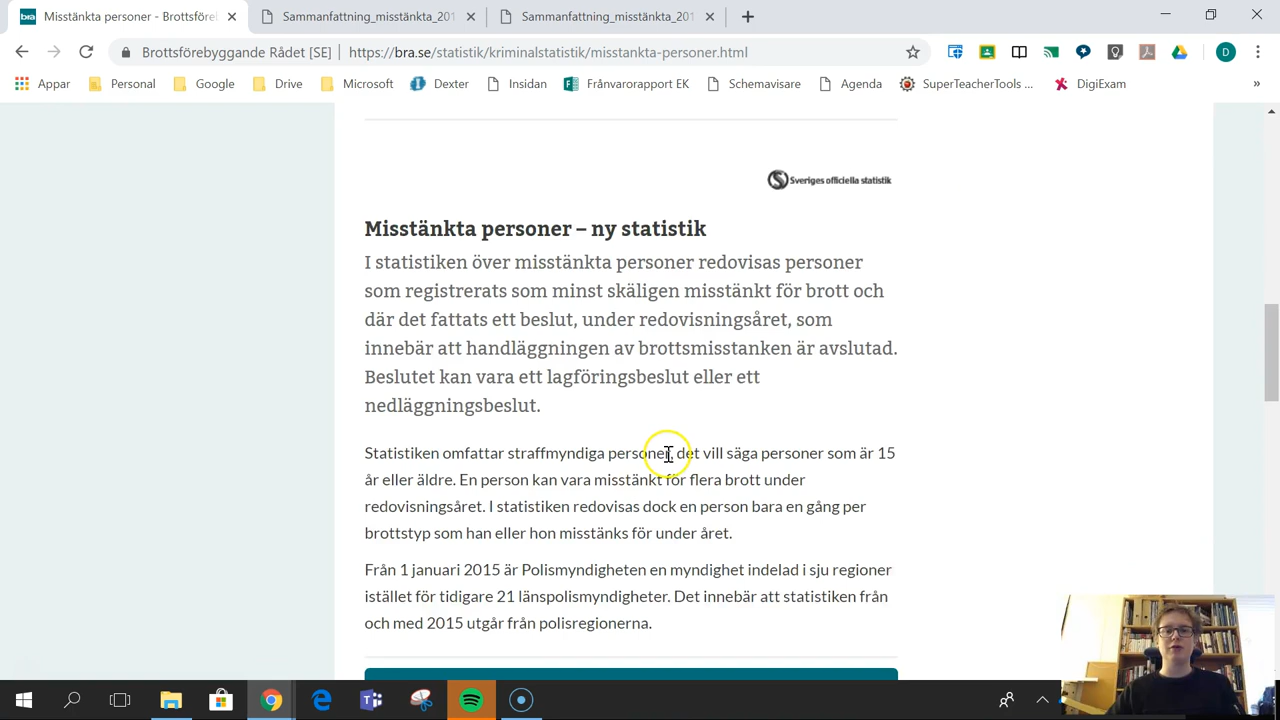 bra Misstänkta personer - Brottsföre
Sammanfattning_misstänkta_201
Sammanfattning_misstänkta_201
Brottsförebyggande Rådet [SE] | https://bra.se/statistik/kriminalstatistik/misstankta-personer.html
D
Appar Personal Google Drive Microsoft Dexter Insidan Frånvarorapport EK Schemavisare Agenda SuperTeacherTools ... DigiExam »
Sveriges officiella statistik
Misstänkta personer – ny statistik
I statistiken över misstänkta personer redovisas personer
som registrerats som minst skäligen misstänkt för brott och
där det fattats ett beslut, under redovisningsåret, som
innebär att handläggningen av brottsmisstanken är avslutad.
Beslutet kan vara ett lagföringsbeslut eller ett
nedläggningsbeslut.
Statistiken omfattar straffmyndiga personer, det vill säga personer som är 15
år eller äldre. En person kan vara misstänkt för flera brott under
redovisningsåret. I statistiken redovisas dock en person bara en gång per
brottstyp som han eller hon misstänks för under året.
Från 1 januari 2015 är Polismyndigheten en myndighet indelad i sju regioner
istället för tidigare 21 länspolismyndigheter. Det innebär att statistiken från
och med 2015 utgår från polisregionerna.